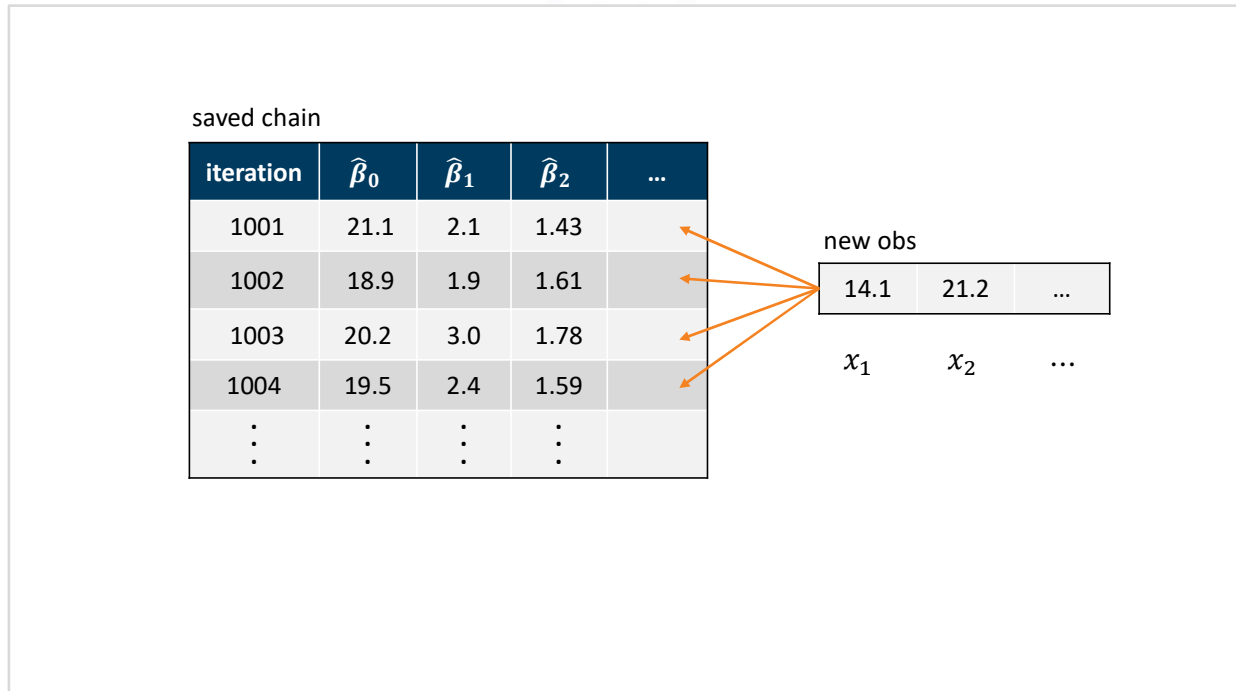 saved chain
iteration β̂₀ β̂₁ β̂₂ ...
1001 21.1 2.1 1.43
1002 18.9 1.9 1.61
1003 20.2 3.0 1.78
1004 19.5 2.4 1.59
⋮ ⋮ ⋮ ⋮
new obs
14.1 21.2 ...
x₁ x₂ ...